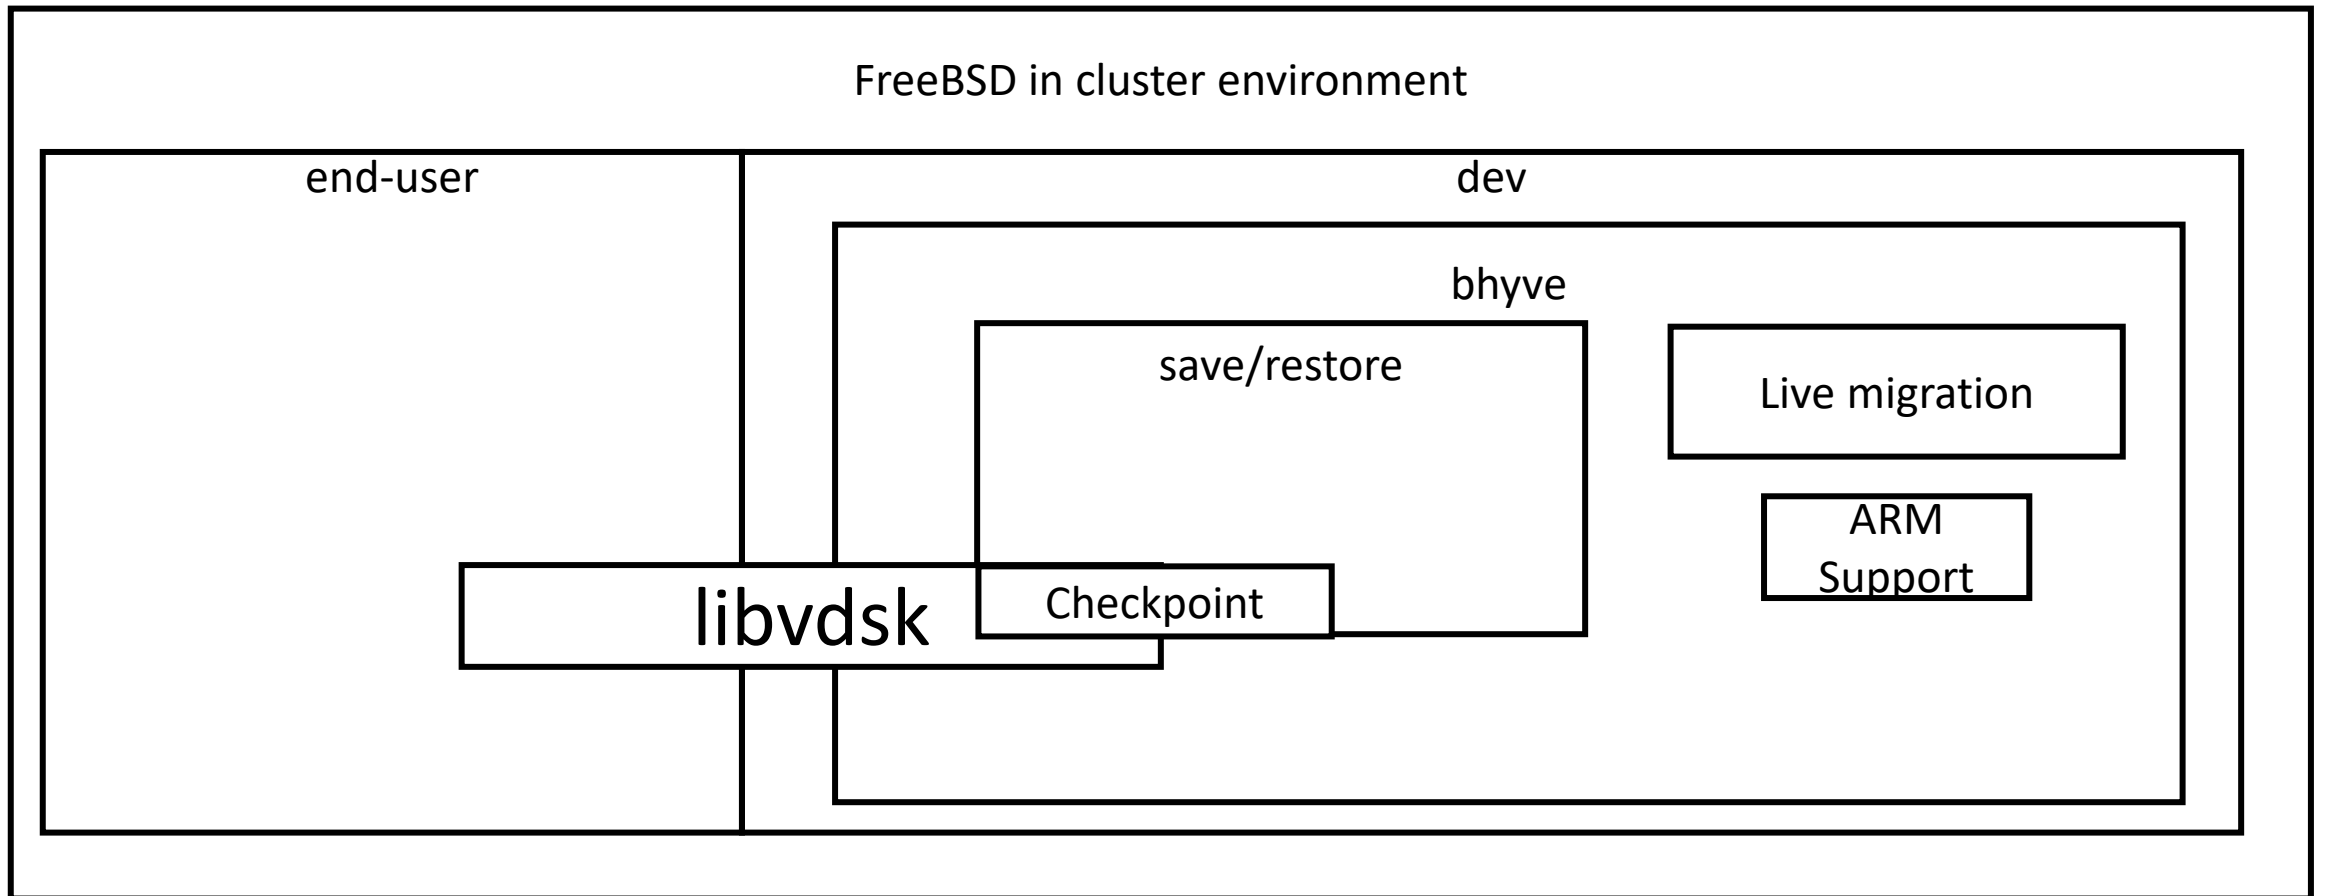 FreeBSD in cluster environment
end-user
dev
bhyve
save/restore
Live migration
ARM
Support
libvdsk
Checkpoint